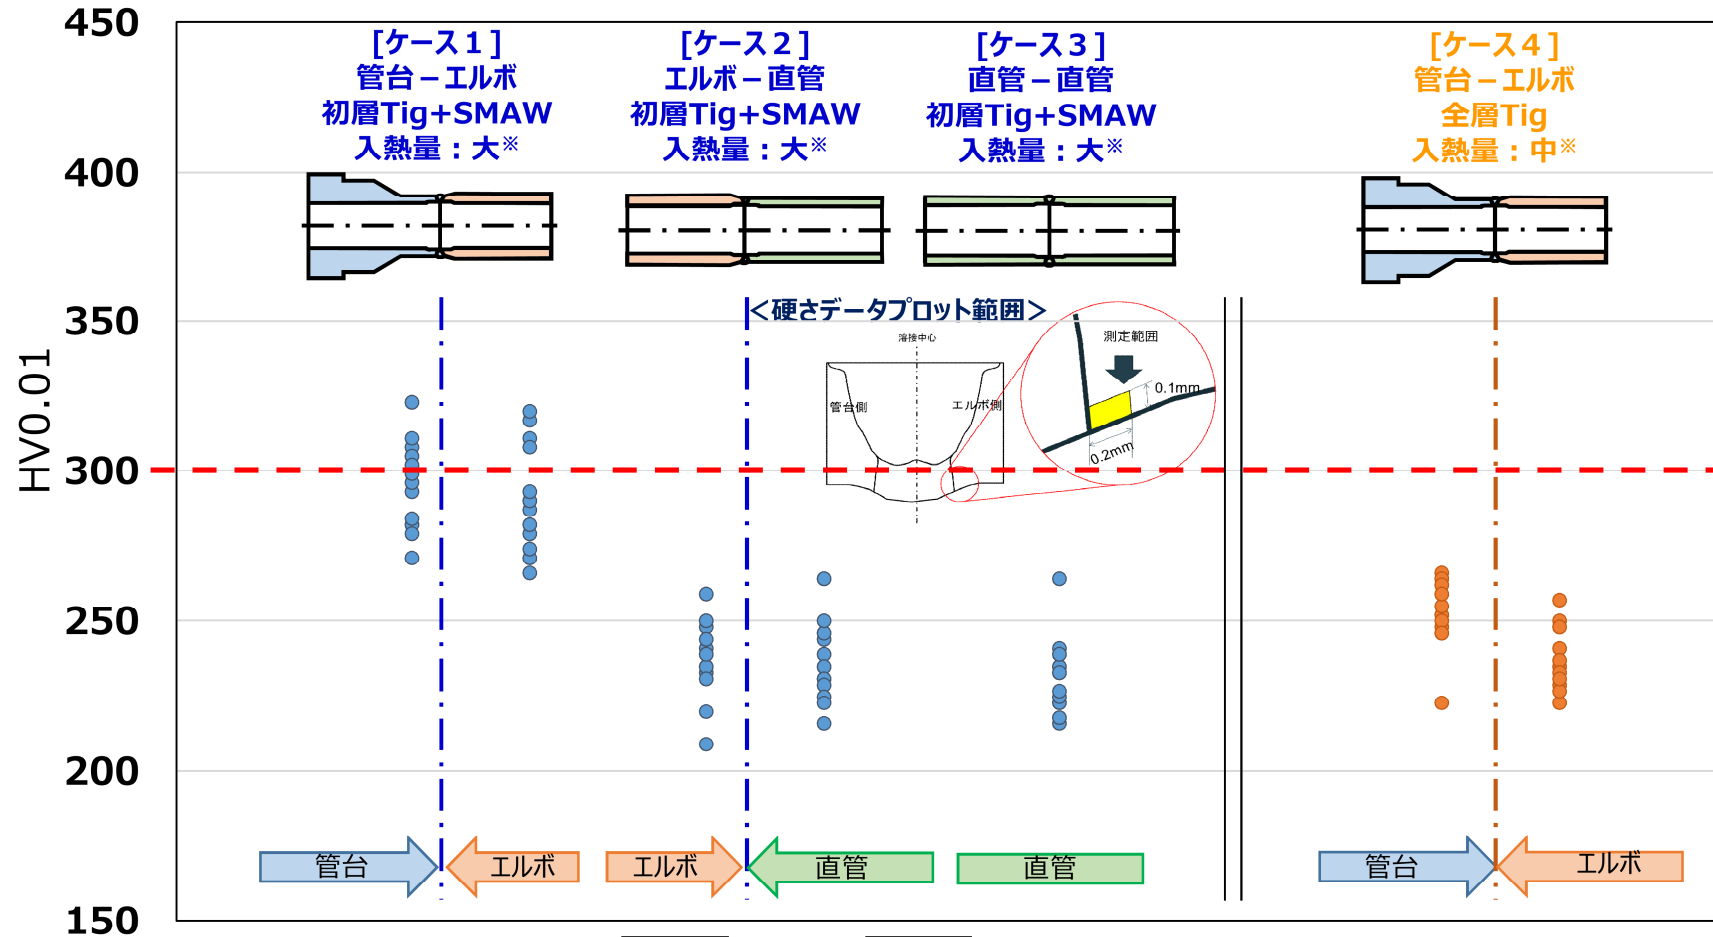 450
400
350
300
250
200
150
HV0.01
[ケース１]
管台－エルボ
初層Tig+SMAW
入熱量：大※
[ケース２]
エルボ－直管
初層Tig+SMAW
入熱量：大※
[ケース３]
直管－直管
初層Tig+SMAW
入熱量：大※
[ケース４]
管台－エルボ
全層Tig
入熱量：中※
＜硬さデータプロット範囲＞
溶接中心
管台側
エルボ側
測定範囲
0.1mm
0.2mm
管台
エルボ
エルボ
直管
直管
管台
エルボ